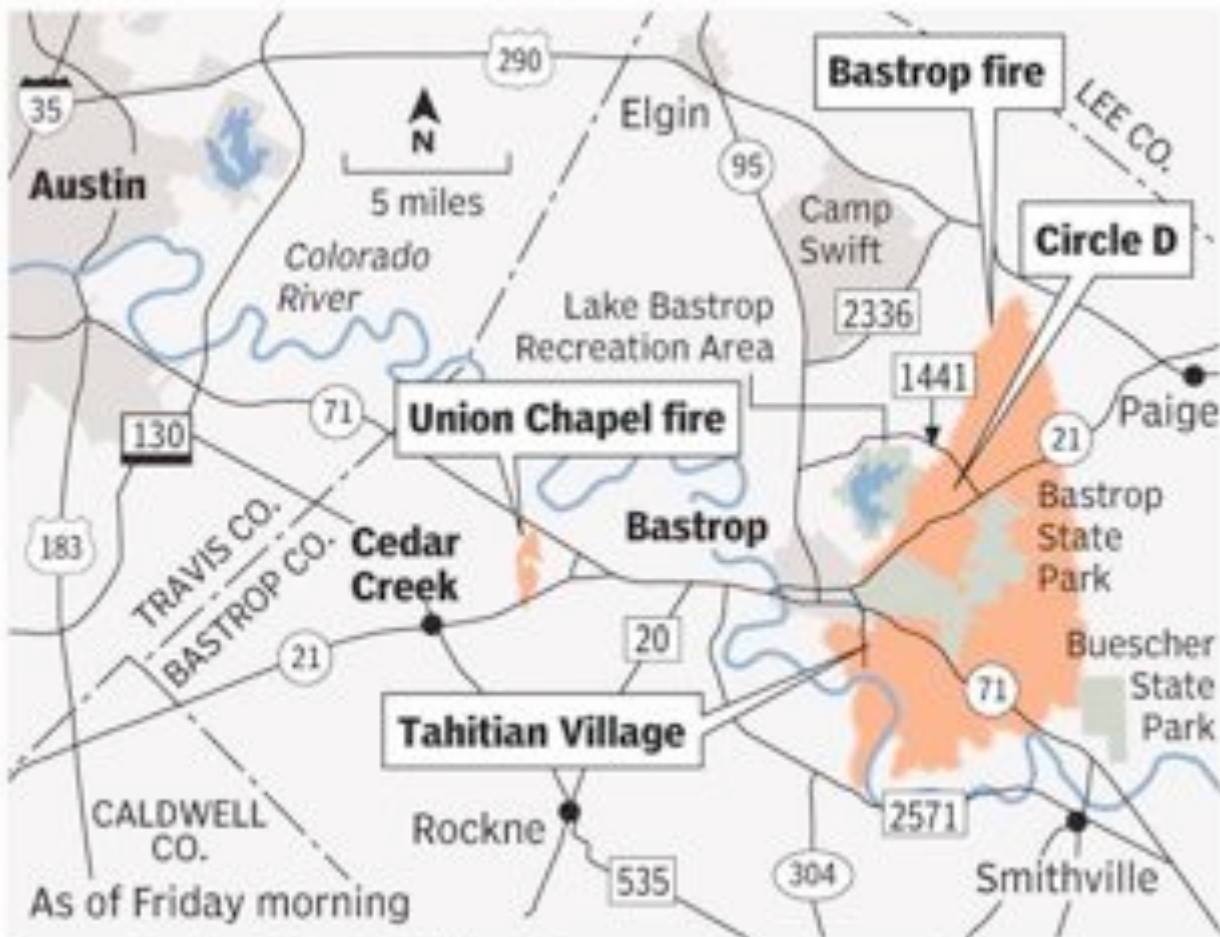 290
Bastrop fire
35
N
5 miles
Elgin
LEE CO.
Austin
95
Camp
Swift
Circle D
Colorado
River
2336
Lake Bastrop
Recreation Area
1441
Paige
130
71
Union Chapel fire
21
183
TRAVIS CO.
BASTROP CO.
Cedar
Creek
Bastrop
Bastrop
State
Park
20
21
Buescher
State
Park
71
Tahitian Village
CALDWELL
CO.
Rockne
2571
535
304
Smithville
As of Friday morning